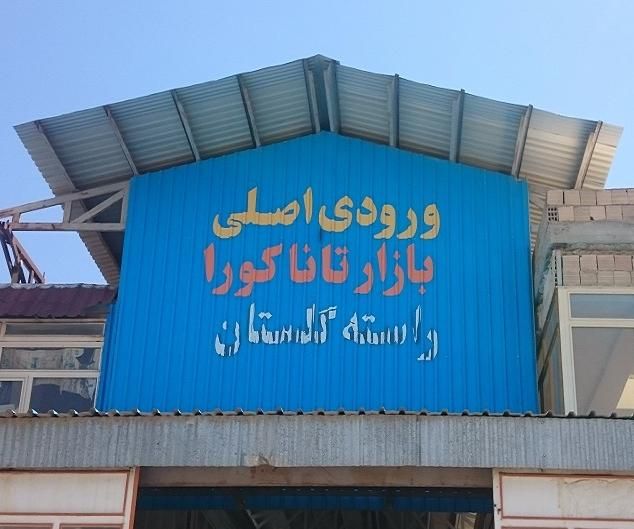 ورودی اصلی
بازار تاناکورا
راسته گلستان